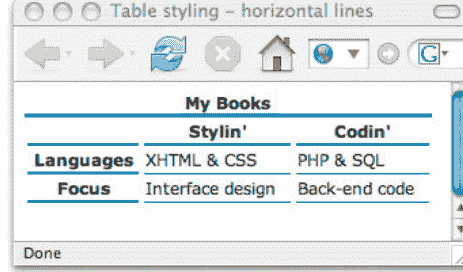 Table styling – horizontal lines
G
My Books
Stylin' Codin'
Languages XHTML & CSS PHP & SQL
Focus Interface design Back-end code
Done